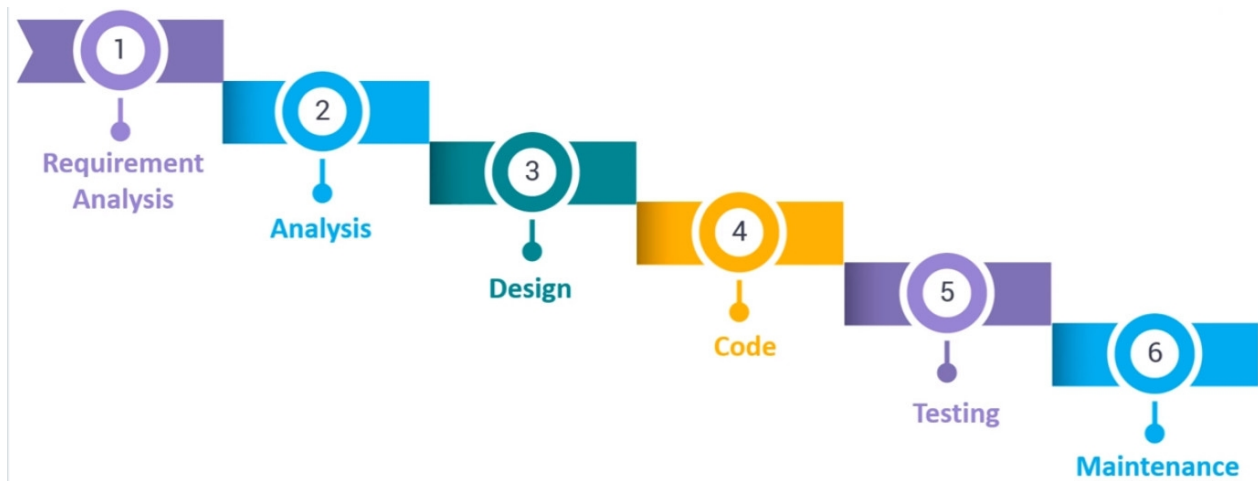 1
Requirement
Analysis
2
Analysis
3
Design
4
Code
5
Testing
6
Maintenance